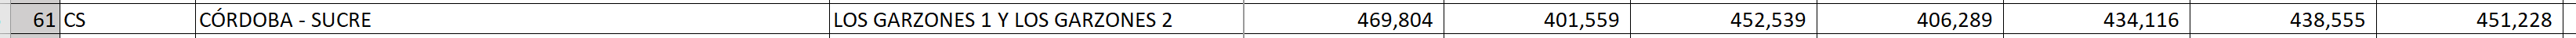 61 CS CÓRDOBA - SUCRE LOS GARZONES 1 Y LOS GARZONES 2 469,804 401,559 452,539 406,289 434,116 438,555 451,228